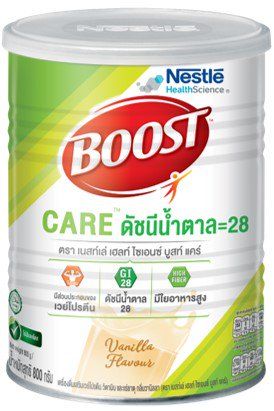 Nestlé
HealthScience
BOOST
CARE™ ดัชนีน้ำตาล=28
ตรา เนสท์เล่ เฮลท์ ไซเอนซ์ บูสท์ แคร์
GI
28
HIGH
FIBER
มีส่วนประกอบของ
เวย์โปรตีน
ดัชนีน้ำตาล
28
มีใยอาหารสูง
Vanilla
Flavour
800 กรัม